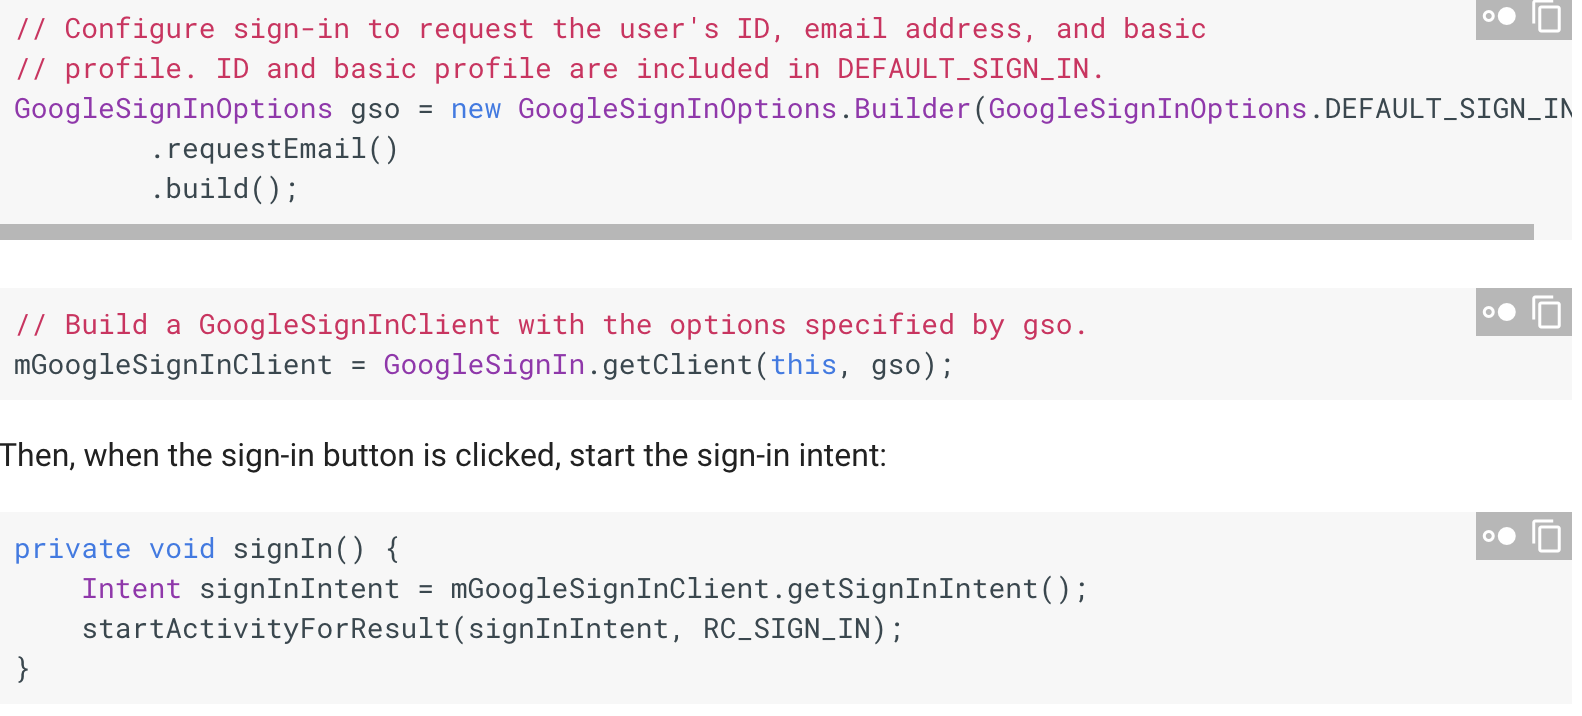 // Configure sign-in to request the user's ID, email address, and basic
// profile. ID and basic profile are included in DEFAULT_SIGN_IN.
GoogleSignInOptions gso = new GoogleSignInOptions.Builder(GoogleSignInOptions.DEFAULT_SIGN_IN
        .requestEmail()
        .build();
// Build a GoogleSignInClient with the options specified by gso.
mGoogleSignInClient = GoogleSignIn.getClient(this, gso);
Then, when the sign-in button is clicked, start the sign-in intent:
private void signIn() {
    Intent signInIntent = mGoogleSignInClient.getSignInIntent();
    startActivityForResult(signInIntent, RC_SIGN_IN);
}